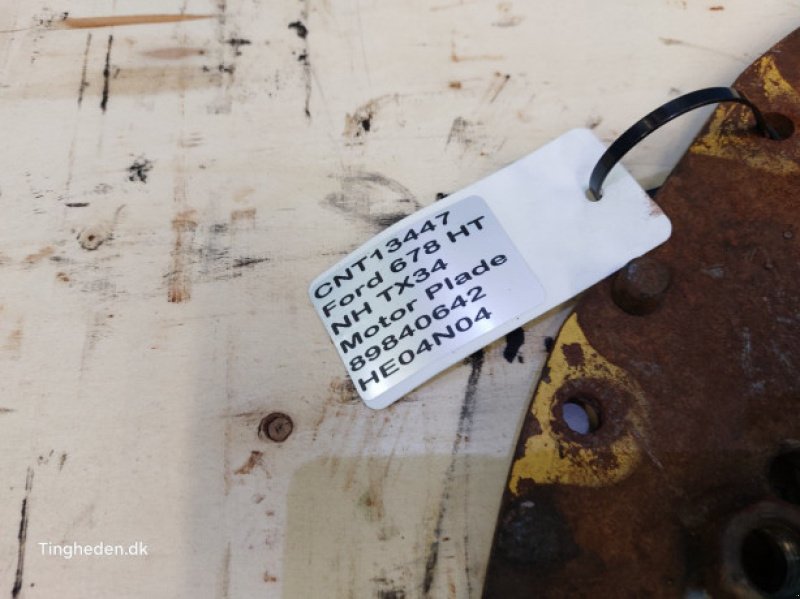 CNT13447
Ford 678 HT
NH TX34
Motor Plade
89840642
HE04N04
Tingheden.dk